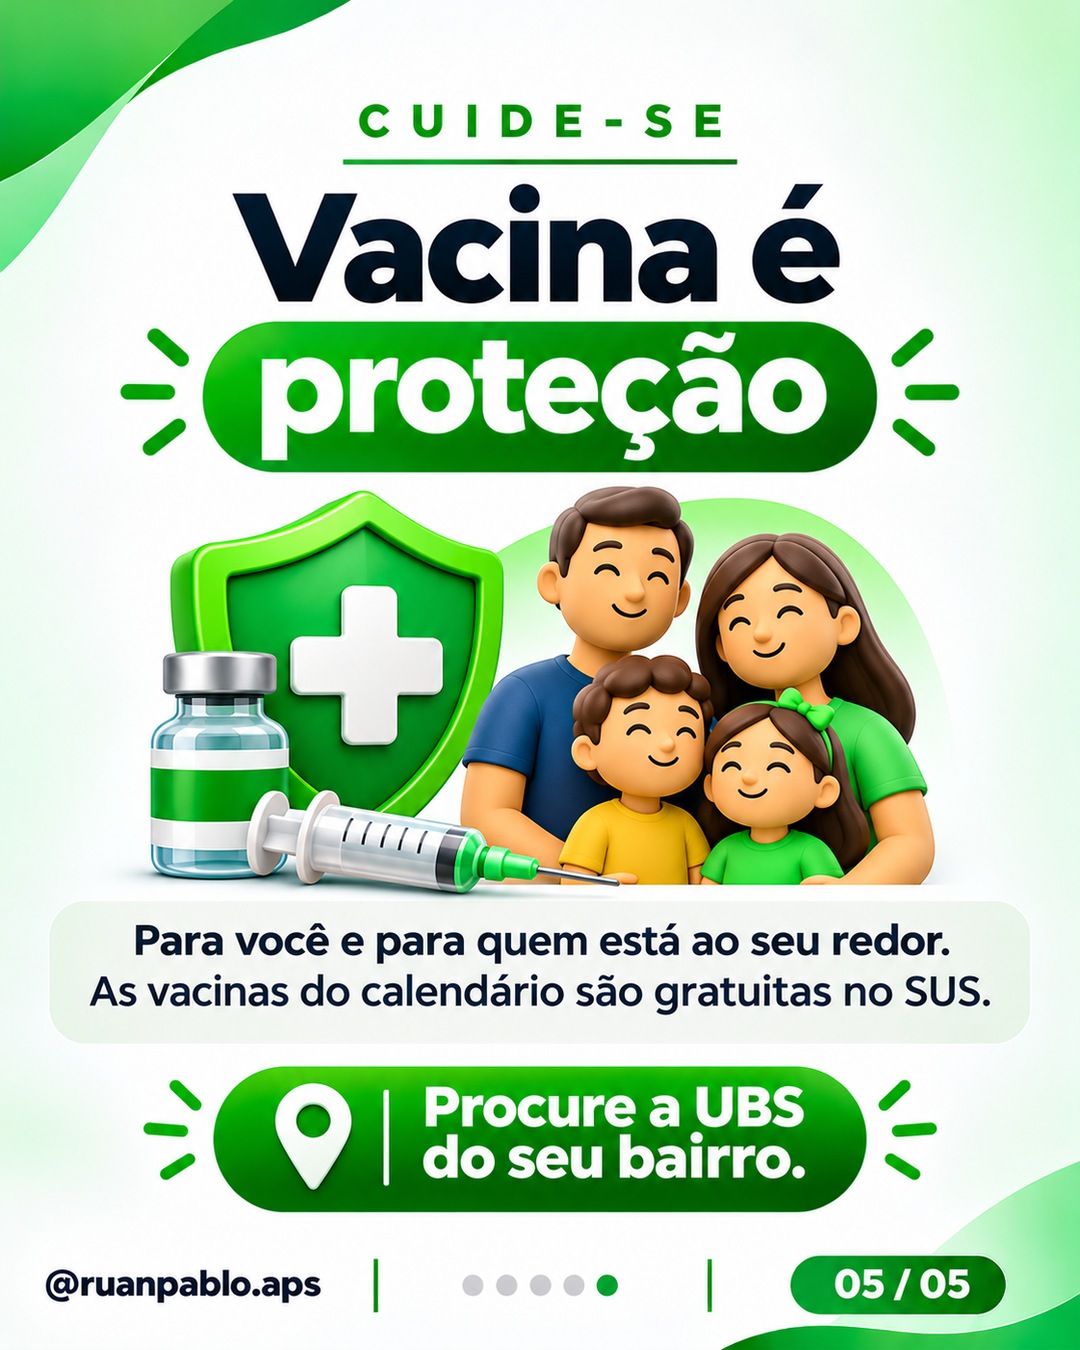 CUIDE-SE
Vacina é
proteção
Para você e para quem está ao seu redor.
As vacinas do calendário são gratuitas no SUS.
Procure a UBS
do seu bairro.
@ruanpablo.aps
05 / 05